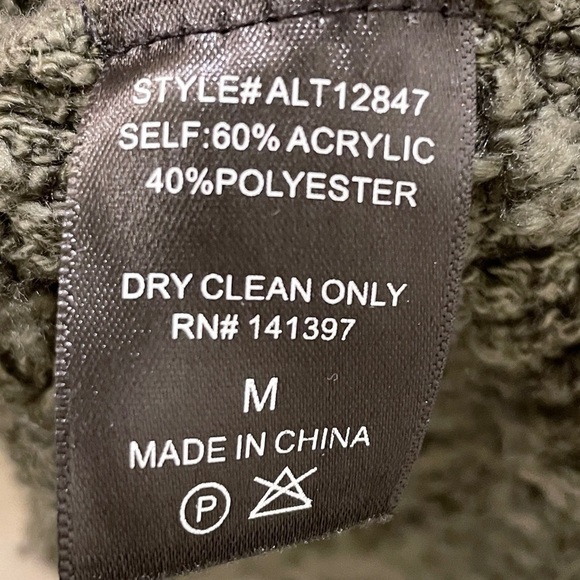 STYLE# ALT12847
SELF:60% ACRYLIC
40%POLYESTER
DRY CLEAN ONLY
RN# 141397
M
MADE IN CHINA
P